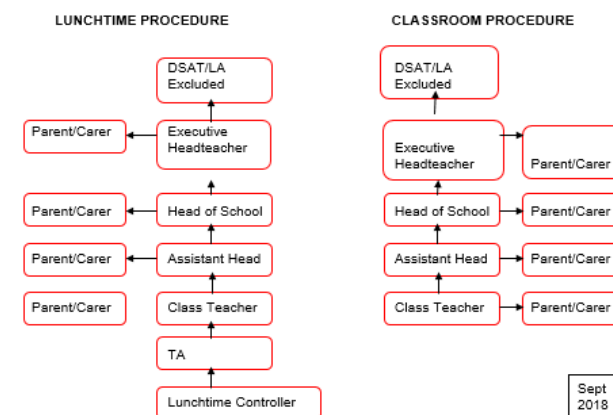 LUNCHTIME PROCEDURE
DSAT/LA
Excluded
Parent/Carer
Executive
Headteacher
Parent/Carer
Head of School
Parent/Carer
Assistant Head
Parent/Carer
Class Teacher
TA
Lunchtime Controller
CLASSROOM PROCEDURE
DSAT/LA
Excluded
Executive
Headteacher
Parent/Carer
Head of School
Parent/Carer
Assistant Head
Parent/Carer
Class Teacher
Parent/Carer
Sept
2018